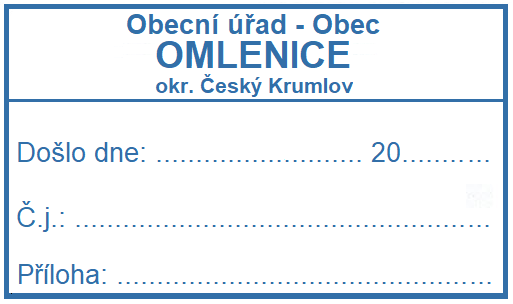 Obecní úřad - Obec
OMLENICE
okr. Český Krumlov
Došlo dne: .......................... 20...........
Č.j.: ....................................................
Příloha: ...............................................